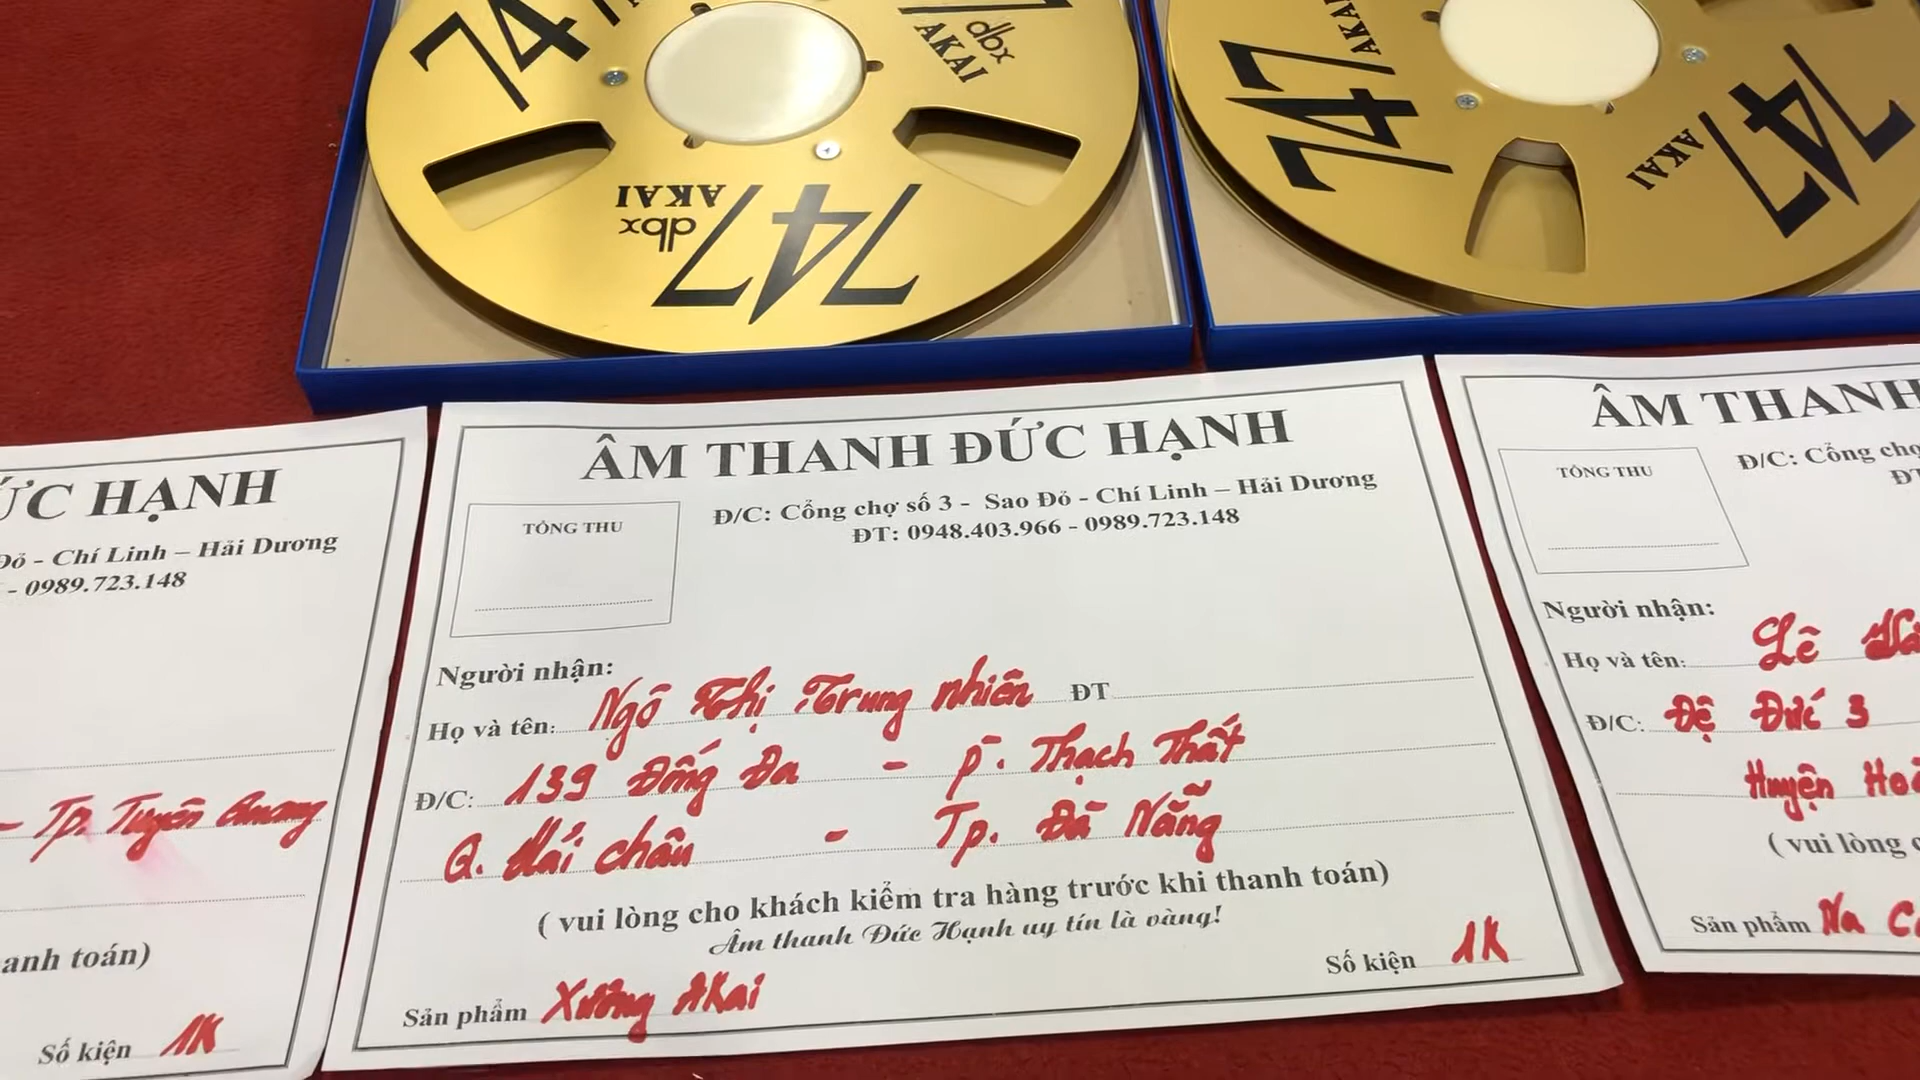 747
747
dbx
AKAI
AKAI
dbx
747
747
AKAI
747
AKAI
ỨC HẠNH
Đỏ - Chí Linh – Hải Dương
- 0989.723.148
- Tp. Tuyên Quang
anh toán)
Số kiện 1K
ÂM THANH ĐỨC HẠNH
TỔNG THU
Đ/C: Cổng chợ số 3 - Sao Đỏ - Chí Linh – Hải Dương
ĐT: 0948.403.966 - 0989.723.148
Người nhận:
Họ và tên: Ngô Thị Trung nhiên ĐT
Đ/C: 139 Đống Đa - p. Thạch Thất
Q. Hải châu - Tp. Đà Nẵng
( vui lòng cho khách kiểm tra hàng trước khi thanh toán)
Âm thanh Đức Hạnh uy tín là vàng!
Số kiện 1K
Sản phẩm Xương AKai
ÂM THANH
TỔNG THU
Đ/C: Cổng chợ
ĐT
Người nhận:
Họ và tên: Lê
Đ/C: Đệ Đức 3
Huyện Hoà
( vui lòng
Sản phẩm Na